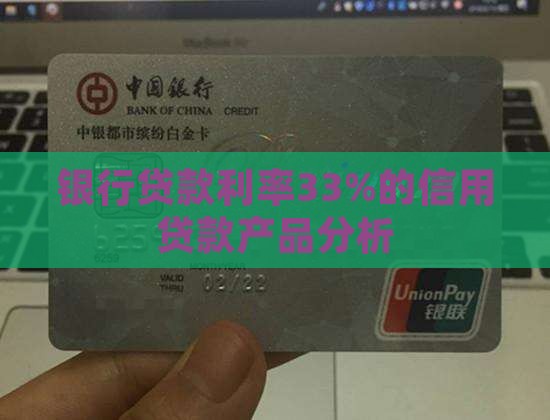 中国银行
BANK OF CHINA CREDIT
中银都市缤纷白金卡
银行贷款利率33%的信用
贷款产品分析
VALID
THRU
02/22
UnionPay
银联